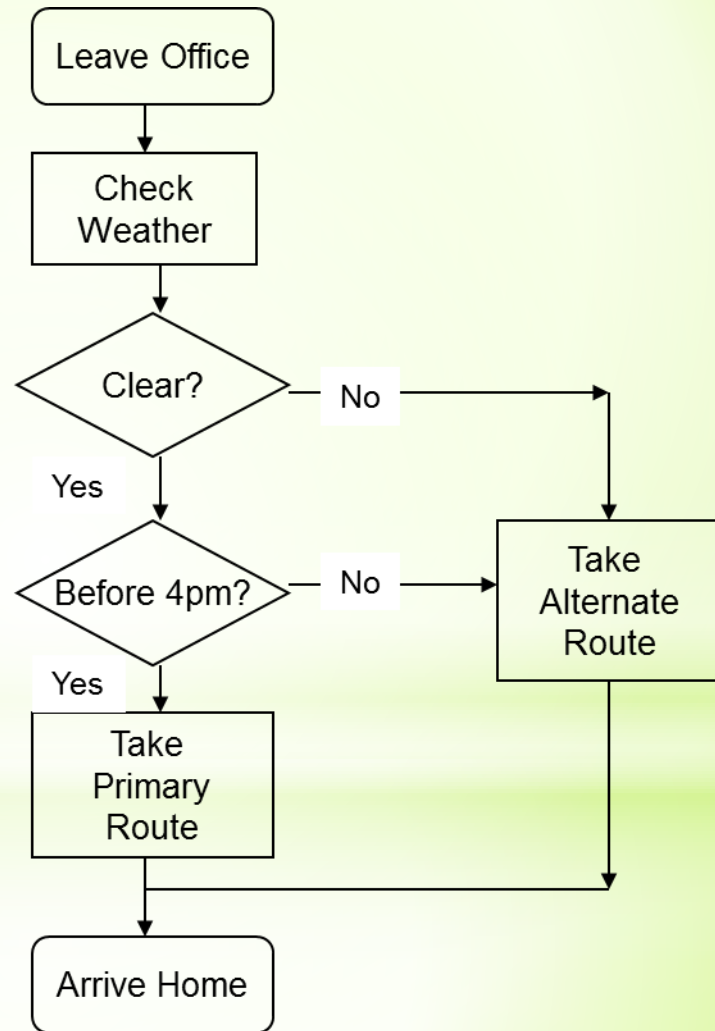 Leave Office
Check
Weather
Clear?
No
Yes
Before 4pm?
No
Take
Alternate
Route
Yes
Take
Primary
Route
Arrive Home